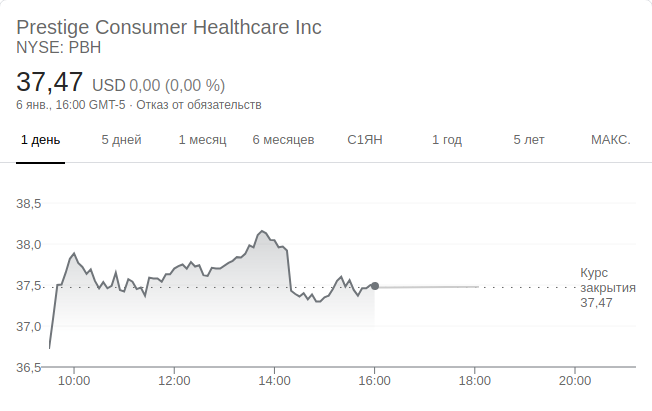 Prestige Consumer Healthcare Inc
NYSE: PBH
37,47 USD 0,00 (0,00 %)
6 янв., 16:00 GMT-5 · Отказ от обязательств
1 день 5 дней 1 месяц 6 месяцев С1ЯН 1 год 5 лет МАКС.
38,5
38,0
37,5
37,0
36,5
Курс
закрытия
37,47
10:00 12:00 14:00 16:00 18:00 20:00